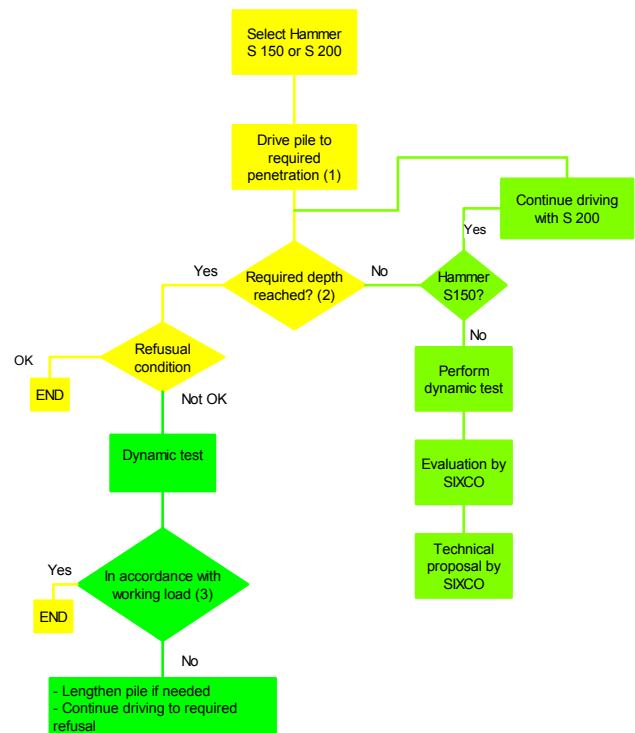 Select Hammer
S 150 or S 200
Drive pile to
required
penetration (1)
Continue driving
with S 200
Yes
Yes
Required depth
reached? (2)
No
Hammer
S150?
No
OK
Refusual
condition
END
Not OK
Perform
dynamic test
Dynamic test
Evaluation by
SIXCO
Technical
proposal by
SIXCO
Yes
In accordance with
working load (3)
END
No
- Lengthen pile if needed
- Continue driving to required
refusal